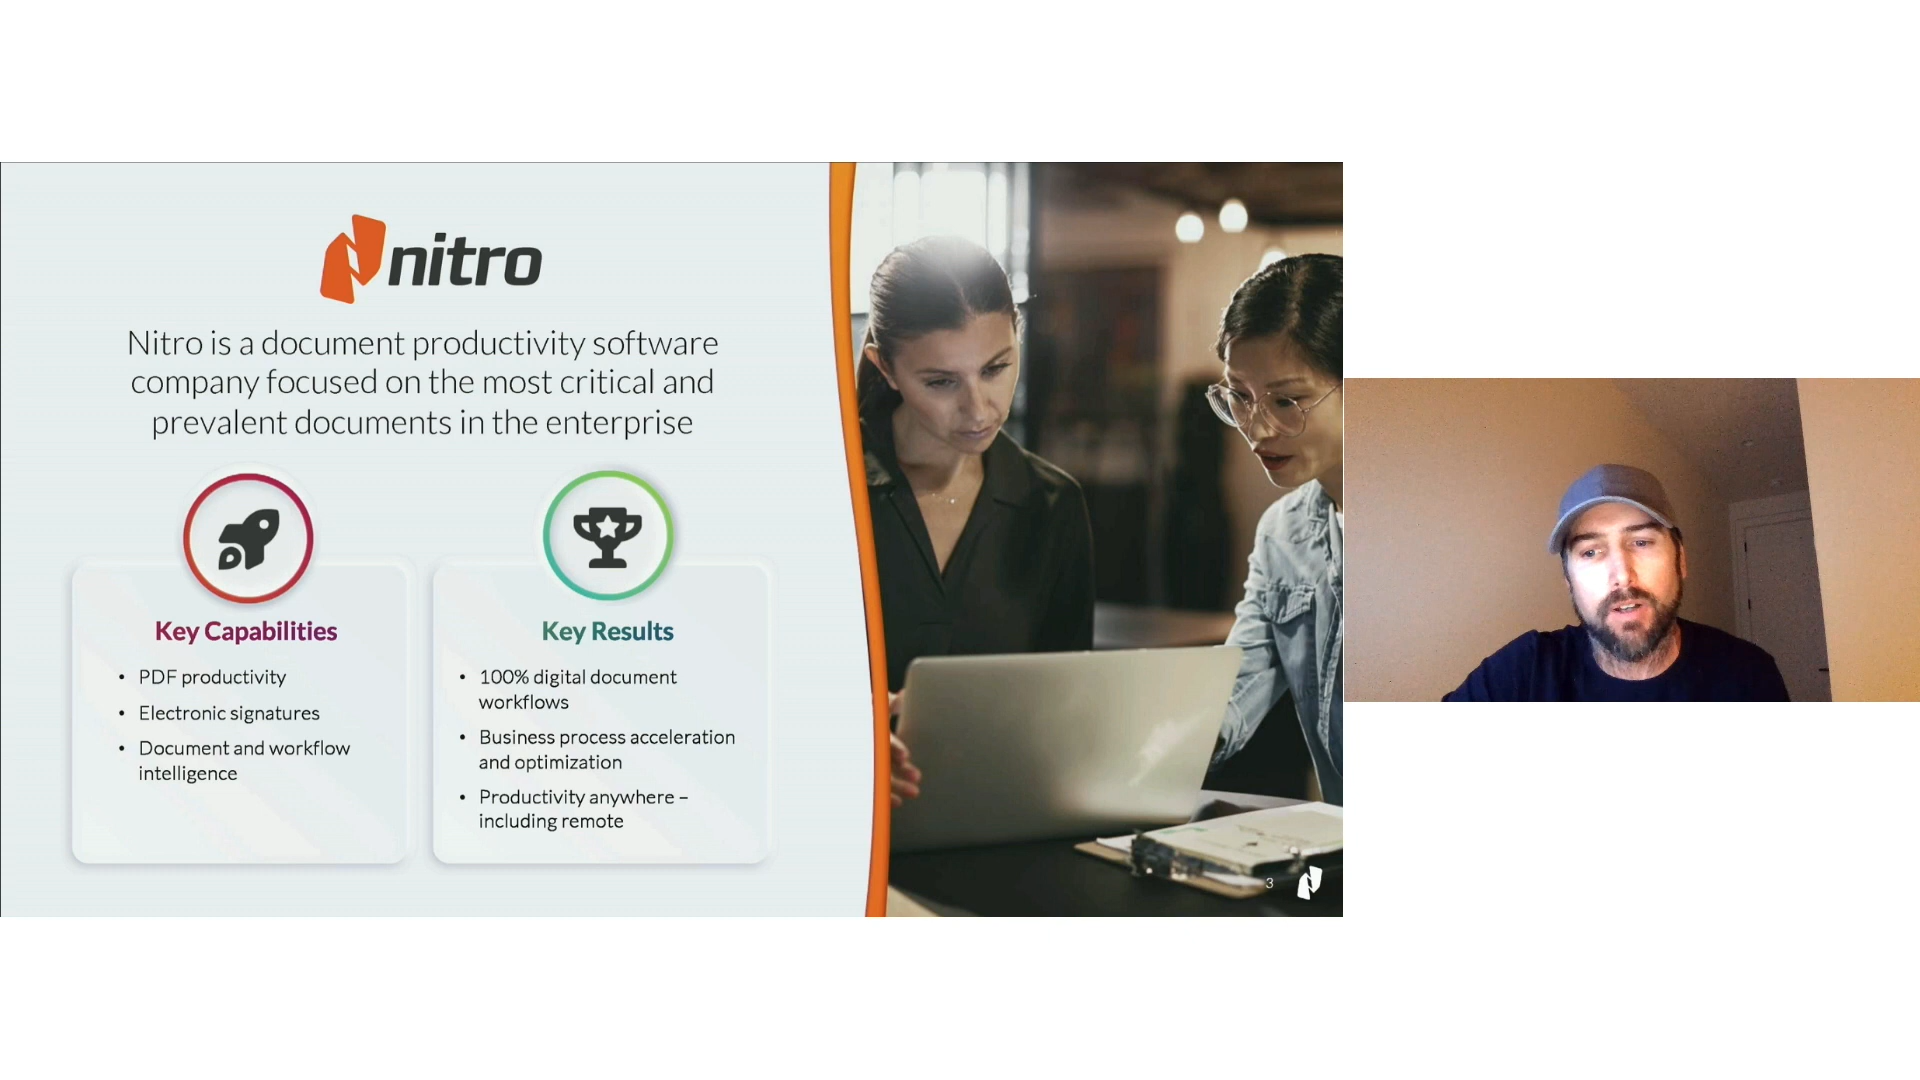 nitro
Nitro is a document productivity software
company focused on the most critical and
prevalent documents in the enterprise
Key Capabilities
• PDF productivity
• Electronic signatures
• Document and workflow
intelligence
Key Results
• 100% digital document
workflows
• Business process acceleration
and optimization
• Productivity anywhere –
including remote
3